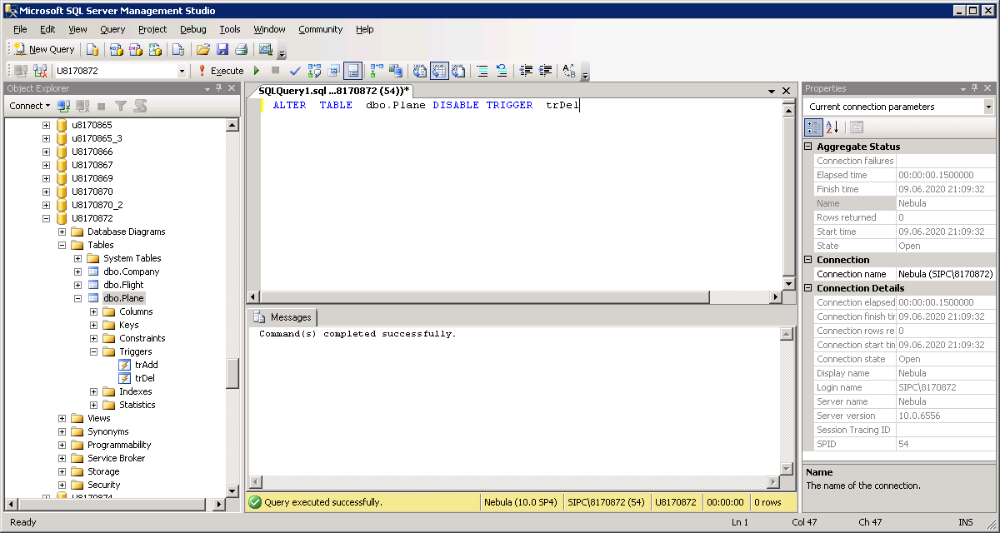 Microsoft SQL Server Management Studio
File Edit View Query Project Debug Tools Window Community Help
New Query
U8170872 Execute
Object Explorer
Connect
u8170865
u8170865_3
U8170866
U8170867
U8170869
U8170870
U8170870_2
U8170872
Database Diagrams
Tables
System Tables
dbo.Company
dbo.Flight
dbo.Plane
Columns
Keys
Constraints
Triggers
trAdd
trDel
Indexes
Statistics
Views
Synonyms
Programmability
Service Broker
Storage
Security
U8170874
SQLQuery1.sql ...8170872 (54))*
ALTER TABLE dbo.Plane DISABLE TRIGGER trDel
Messages
Command(s) completed successfully.
Query executed successfully. Nebula (10.0 SP4) SIPC\8170872 (54) U8170872 00:00:00 0 rows
Properties
Current connection parameters
Aggregate Status
Connection failures
Elapsed time 00:00:00.1500000
Finish time 09.06.2020 21:09:32
Name Nebula
Rows returned 0
Start time 09.06.2020 21:09:32
State Open
Connection
Connection name Nebula (SIPC\8170872)
Connection Details
Connection elapsed 00:00:00.1500000
Connection finish tir 09.06.2020 21:09:32
Connection rows re 0
Connection start tin 09.06.2020 21:09:32
Connection state Open
Display name Nebula
Login name SIPC\8170872
Server name Nebula
Server version 10.0.6556
Session Tracing ID
SPID 54
Name
The name of the connection.
Ready Ln 1 Col 47 Ch 47 INS